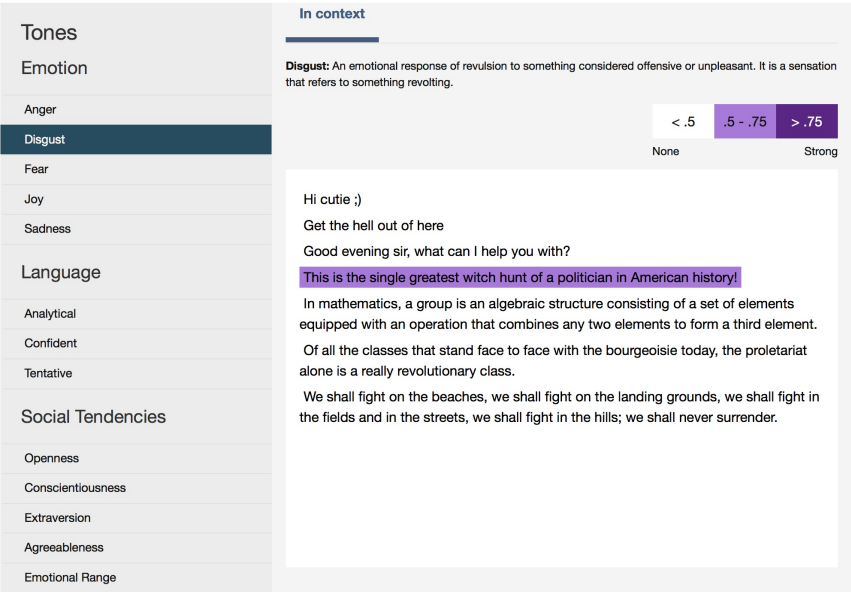 Tones
Emotion
Anger
Disgust
Fear
Joy
Sadness
Language
Analytical
Confident
Tentative
Social Tendencies
Openness
Conscientiousness
Extraversion
Agreeableness
Emotional Range
In context
Disgust: An emotional response of revulsion to something considered offensive or unpleasant. It is a sensation
that refers to something revolting.
< .5 .5 - .75 > .75
None Strong
Hi cutie ;)
Get the hell out of here
Good evening sir, what can I help you with?
This is the single greatest witch hunt of a politician in American history!
In mathematics, a group is an algebraic structure consisting of a set of elements
equipped with an operation that combines any two elements to form a third element.
Of all the classes that stand face to face with the bourgeoisie today, the proletariat
alone is a really revolutionary class.
We shall fight on the beaches, we shall fight on the landing grounds, we shall fight in
the fields and in the streets, we shall fight in the hills; we shall never surrender.